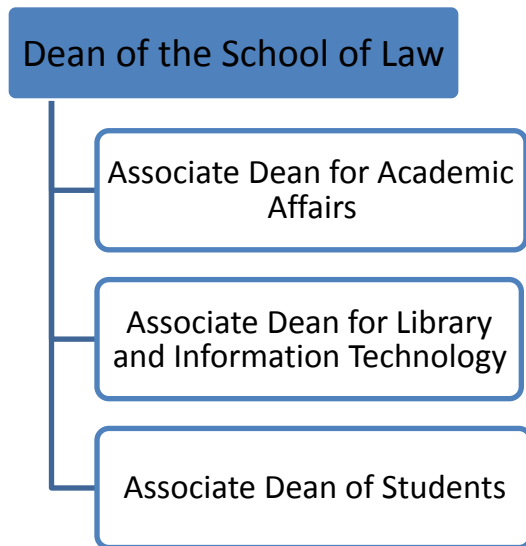 Dean of the School of Law
Associate Dean for Academic
Affairs
Associate Dean for Library
and Information Technology
Associate Dean of Students